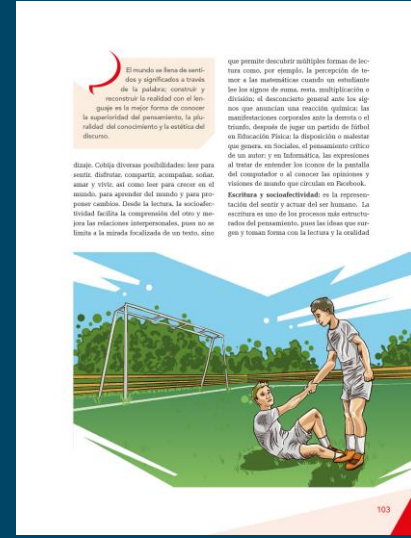 El mundo se llena de senti-
dos y significados a través
de la palabra; construir y
reconstruir la realidad con el len-
guaje es la mejor forma de conocer
la superioridad del pensamiento, la plu-
ralidad del conocimiento y la estética del
discurso.
dizaje. Cobija diversas posibilidades: leer para
sentir, disfrutar, compartir, acompañar, soñar,
amar y vivir, así como leer para crecer en el
mundo, para aprender del mundo y para pro-
poner cambios. Desde la lectura, la socioafec-
tividad facilita la comprensión del otro y me-
jora las relaciones interpersonales, pues no se
limita a la mirada focalizada de un texto, sino
que permite descubrir múltiples formas de lec-
tura como, por ejemplo, la percepción de te-
mor a las matemáticas cuando un estudiante
lee los signos de suma, resta, multiplicación o
división; el desconcierto general ante los sig-
nos que anuncian una reacción química; las
manifestaciones corporales ante la derrota o el
triunfo, después de jugar un partido de fútbol
en Educación Física; la disposición o malestar
que genera, en Sociales, el pensamiento crítico
de un autor; y en Informática, las expresiones
al tratar de entender los íconos de la pantalla
del computador o al conocer las opiniones y
visiones de mundo que circulan en Facebook.
Escritura y socioafectividad: es la represen-
tación del sentir y actuar del ser humano. La
escritura es uno de los procesos más estructu-
rados del pensamiento, pues las ideas que sur-
gen y toman forma con la lectura y la oralidad
103